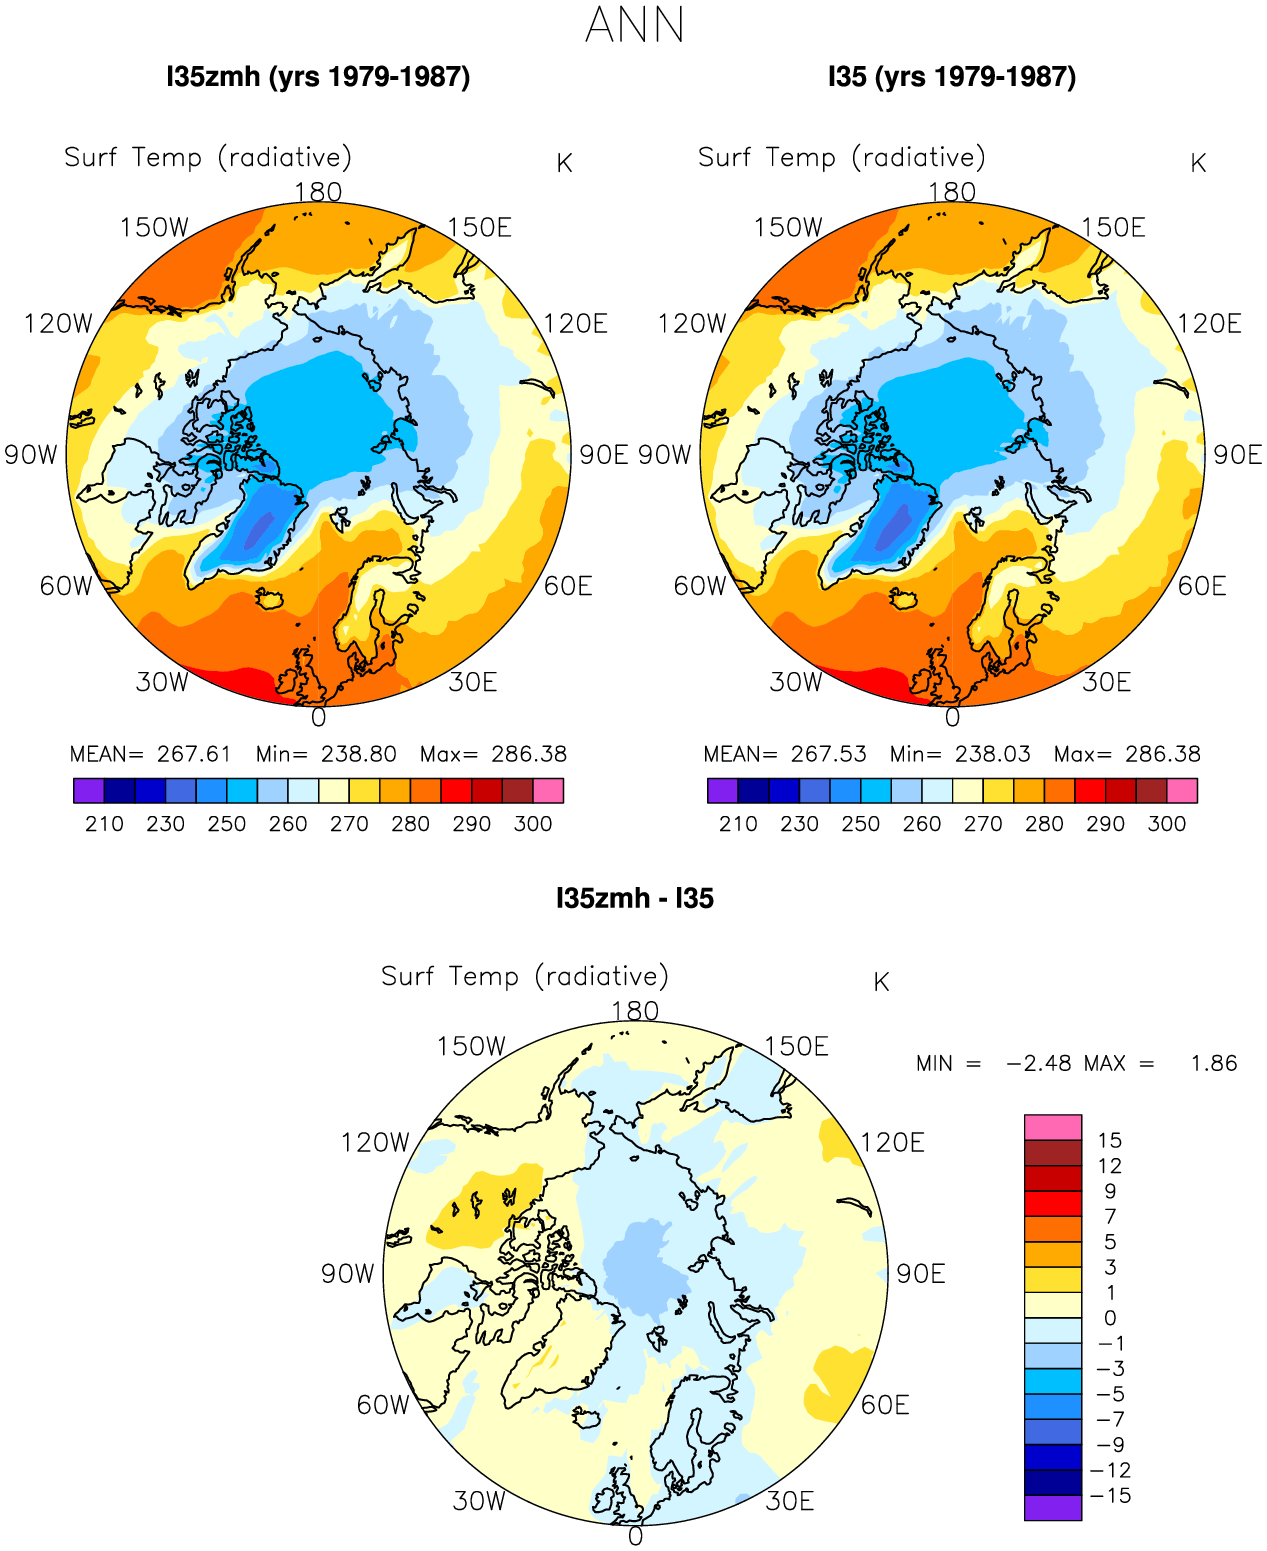 ANN
l35zmh (yrs 1979-1987)
l35 (yrs 1979-1987)
Surf Temp (radiative)
K
180
150W
150E
120W
120E
90W
90E
60W
60E
30W
30E
0
MEAN= 267.61 Min= 238.80 Max= 286.38
210 230 250 260 270 280 290 300
Surf Temp (radiative)
K
180
150W
150E
120W
120E
90W
90E
60W
60E
30W
30E
0
MEAN= 267.53 Min= 238.03 Max= 286.38
210 230 250 260 270 280 290 300
l35zmh - l35
Surf Temp (radiative)
K
180
150W
150E
120W
120E
90W
90E
60W
60E
30W
30E
0
MIN = −2.48 MAX = 1.86
15
12
9
7
5
3
1
0
−1
−3
−5
−7
−9
−12
−15